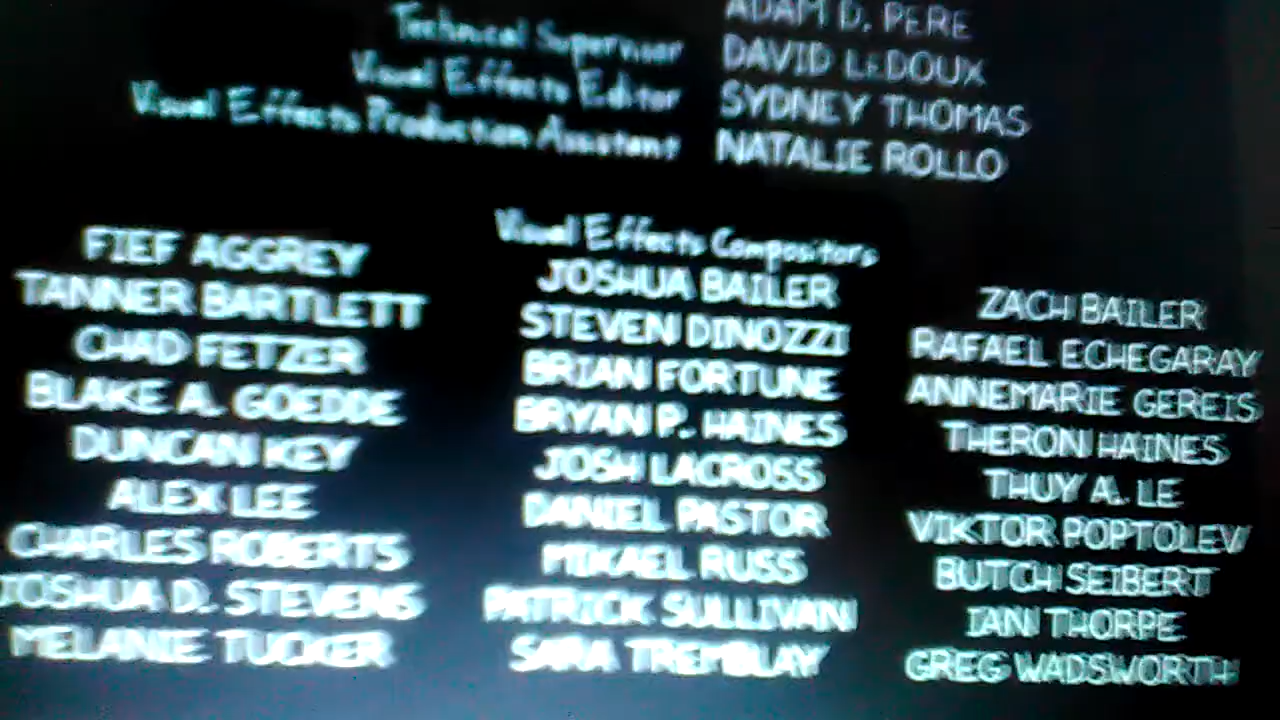 ADAM D. PERE
Technical Supervisor DAVID LEDOUX
Visual Effects Editor SYDNEY THOMAS
Visual Effects Production Assistant NATALIE ROLLO
Visual Effects Compositors
FIEF AGGREY JOSHUA BAILER ZACH BAILER
TANNER BARTLETT STEVEN DINOZZI RAFAEL ECHEGARAY
CHAD FETZER BRIAN FORTUNE ANNEMARIE GEREIS
BLAKE A. GOEDDE BRYAN P. HAINES THERON HAINES
DUNCAN KEY JOSH LACROSS THUY A. LE
ALEX LEE DANIEL PASTOR VIKTOR POPTOLEV
CHARLES ROBERTS MIKAEL RUSS BUTCH SEIBERT
JOSHUA D. STEVENS PATRICK SULLIVAN IAN THORPE
MELANIE TUCKER SARA TREMBLAY GREG WADSWORTH